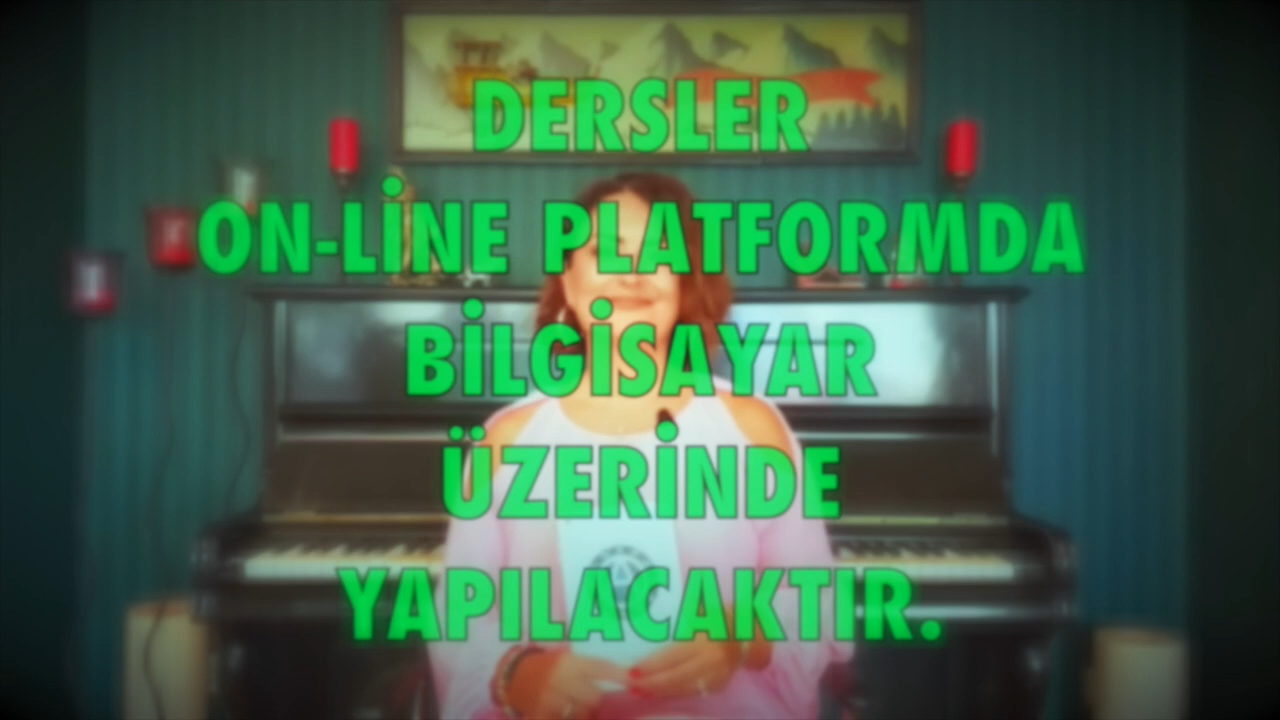 DERSLER
ON-LİNE PLATFORMDA
BİLGİSAYAR
ÜZERİNDE
YAPILACAKTIR.